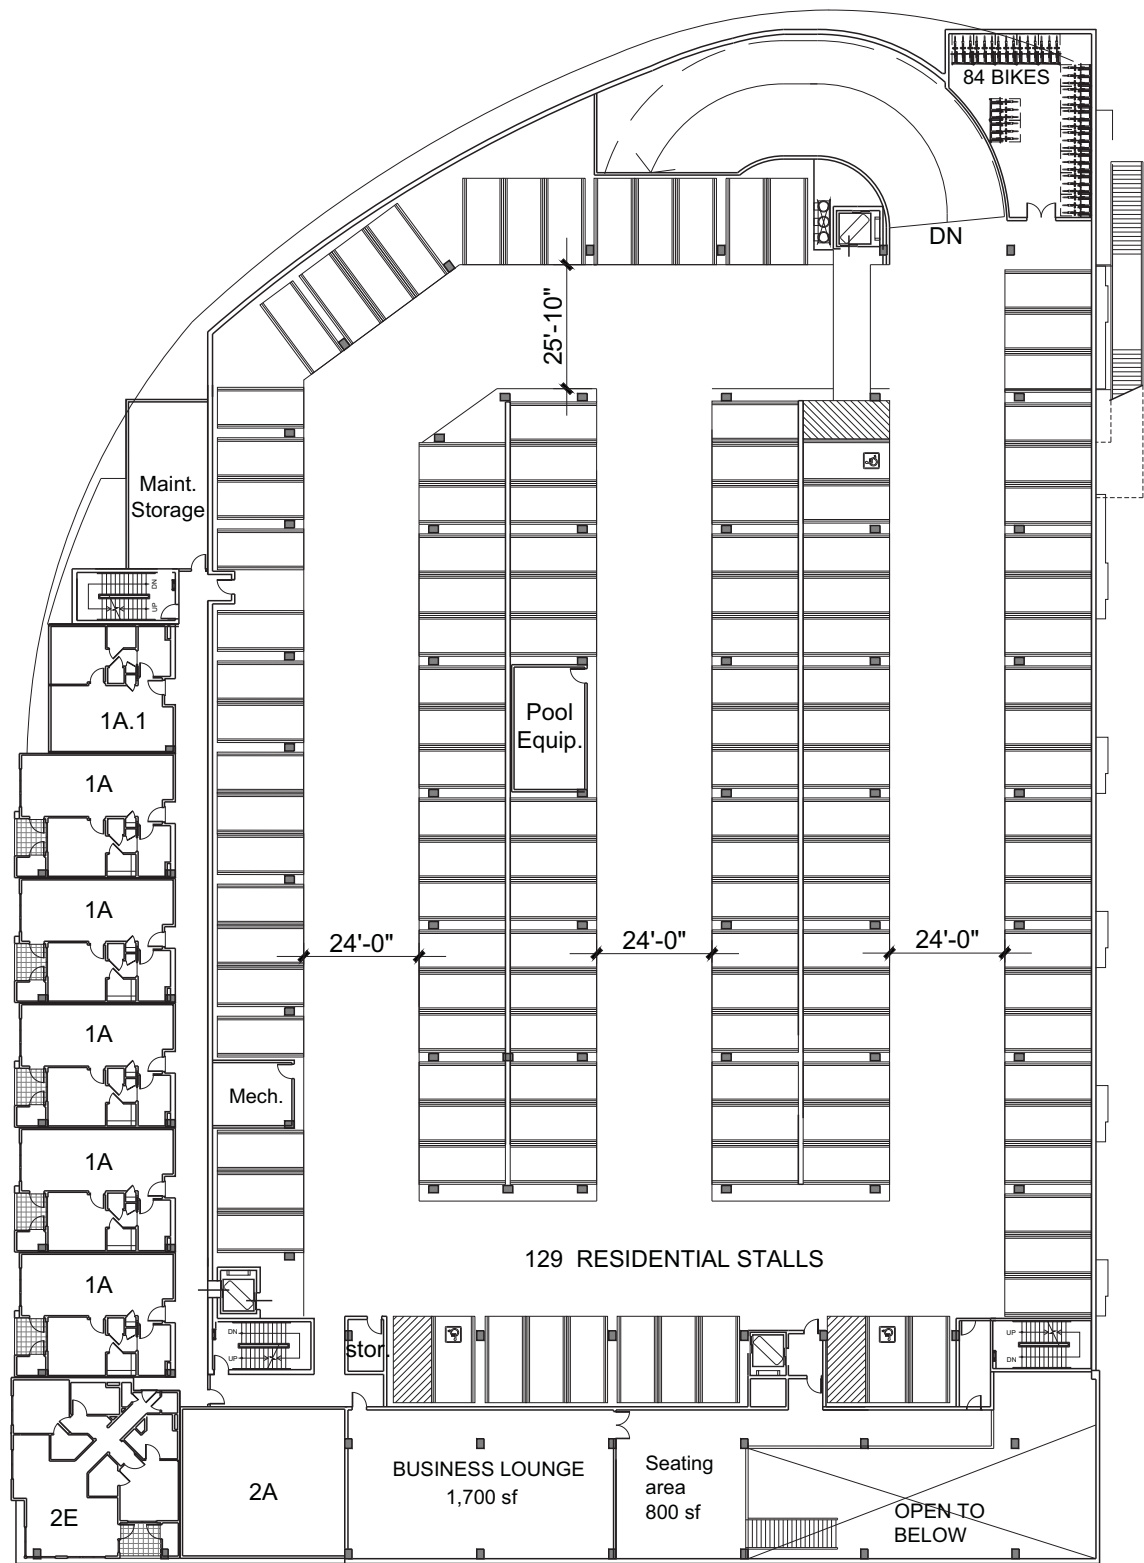 84 BIKES
DN
25'-10"
Maint.
Storage
DN
UP
1A.1
Pool
Equip.
1A
1A
24'-0"
24'-0"
24'-0"
1A
Mech.
1A
129 RESIDENTIAL STALLS
1A
DN
UP
stor.
UP
DN
BUSINESS LOUNGE
1,700 sf
Seating
area
800 sf
2A
2E
OPEN TO
BELOW